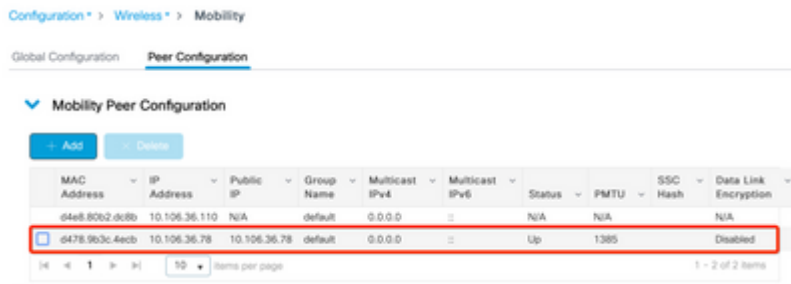 Configuration > Wireless > Mobility
Global Configuration Peer Configuration
Mobility Peer Configuration
+ Add × Delete
MAC Address IP Address Public IP Group Name Multicast IPv4 Multicast IPv6 Status PMTU SSC Hash Data Link Encryption
d4e8.80b2.dc8b 10.106.36.110 N/A default 0.0.0.0 :: N/A N/A N/A
d478.9b3c.4ecb 10.106.36.78 10.106.36.78 default 0.0.0.0 :: Up 1385 Disabled
1 10 items per page 1 - 2 of 2 items